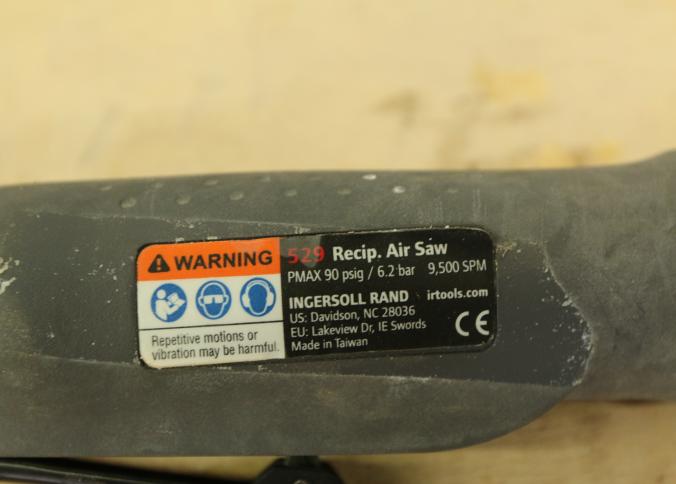 WARNING
Repetitive motions or
vibration may be harmful.
529 Recip. Air Saw
PMAX 90 psig / 6.2 bar 9,500 SPM
INGERSOLL RAND irtools.com
US: Davidson, NC 28036
EU: Lakeview Dr, IE Swords
Made in Taiwan
CE